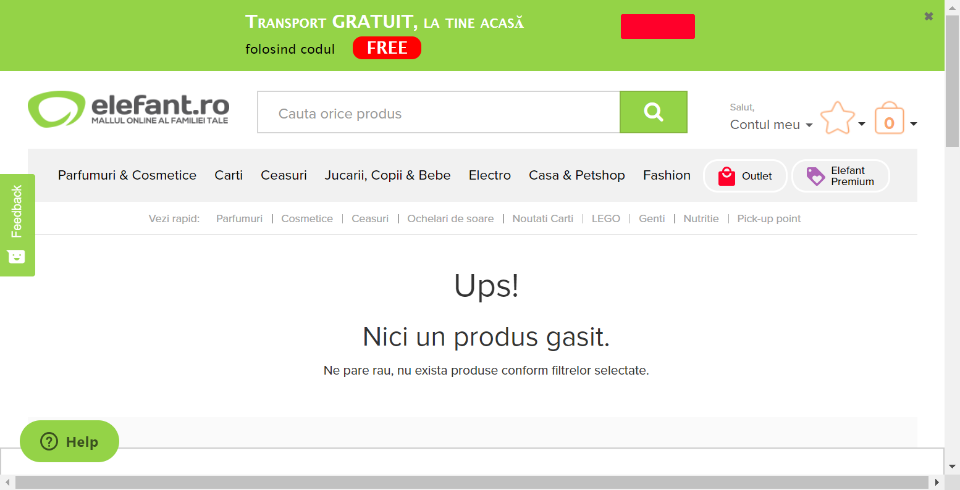 Transport GRATUIT, la tine acasă
folosind codul FREE
elefant.ro
MALLUL ONLINE AL FAMILIEI TALE
Cauta orice produs
Salut,
Contul meu
0
Parfumuri & Cosmetice Carti Ceasuri Jucarii, Copii & Bebe Electro Casa & Petshop Fashion Outlet Elefant Premium
Vezi rapid: Parfumuri | Cosmetice | Ceasuri | Ochelari de soare | Noutati Carti | LEGO | Genti | Nutritie | Pick-up point
Feedback
Ups!
Nici un produs gasit.
Ne pare rau, nu exista produse conform filtrelor selectate.
Help